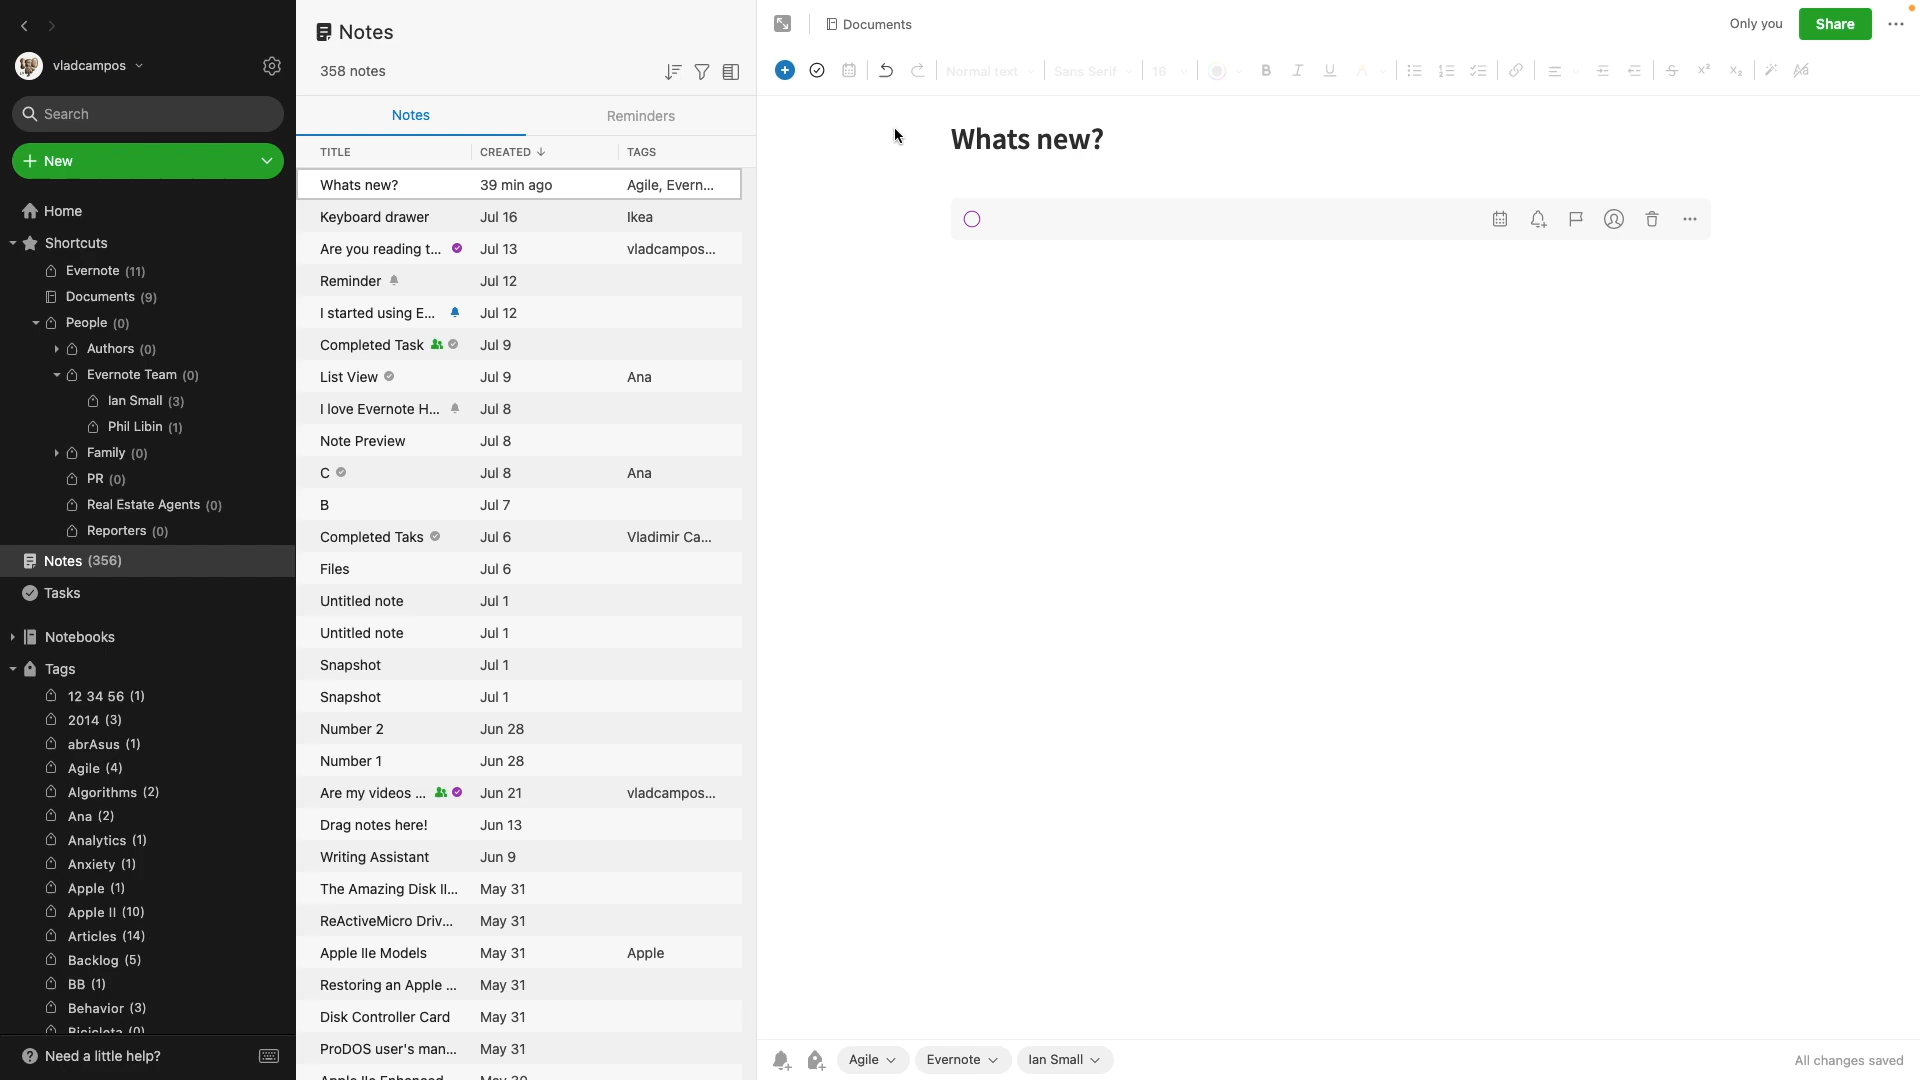 vladcampos
Search
New
Home
Shortcuts
Evernote (11)
Documents (9)
People (0)
Authors (0)
Evernote Team (0)
Ian Small (3)
Phil Libin (1)
Family (0)
PR (0)
Real Estate Agents (0)
Reporters (0)
Notes (356)
Tasks
Notebooks
Tags
12 34 56 (1)
2014 (3)
abrAsus (1)
Agile (4)
Algorithms (2)
Ana (2)
Analytics (1)
Anxiety (1)
Apple (1)
Apple II (10)
Articles (14)
Backlog (5)
BB (1)
Behavior (3)
Bicicleta (0)
Need a little help?
Notes
358 notes
Notes Reminders
TITLE CREATED TAGS
Whats new? 39 min ago Agile, Evern...
Keyboard drawer Jul 16 Ikea
Are you reading t... Jul 13 vladcampos...
Reminder Jul 12
I started using E... Jul 12
Completed Task Jul 9
List View Jul 9 Ana
I love Evernote H... Jul 8
Note Preview Jul 8
C Jul 8 Ana
B Jul 7
Completed Taks Jul 6 Vladimir Ca...
Files Jul 6
Untitled note Jul 1
Untitled note Jul 1
Snapshot Jul 1
Snapshot Jul 1
Number 2 Jun 28
Number 1 Jun 28
Are my videos ... Jun 21 vladcampos...
Drag notes here! Jun 13
Writing Assistant Jun 9
The Amazing Disk II... May 31
ReActiveMicro Driv... May 31
Apple IIe Models May 31 Apple
Restoring an Apple ... May 31
Disk Controller Card May 31
ProDOS user's man... May 31
Apple IIe Enhanced May 30
Documents
Only you Share
Normal text Sans Serif 16
Whats new?
Agile Evernote Ian Small
All changes saved